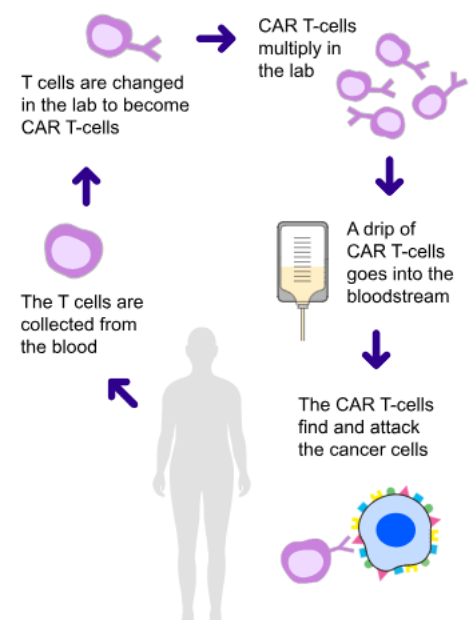 The T cells are
collected from
the blood
T cells are changed
in the lab to become
CAR T-cells
CAR T-cells
multiply in
the lab
A drip of
CAR T-cells
goes into the
bloodstream
The CAR T-cells
find and attack
the cancer cells